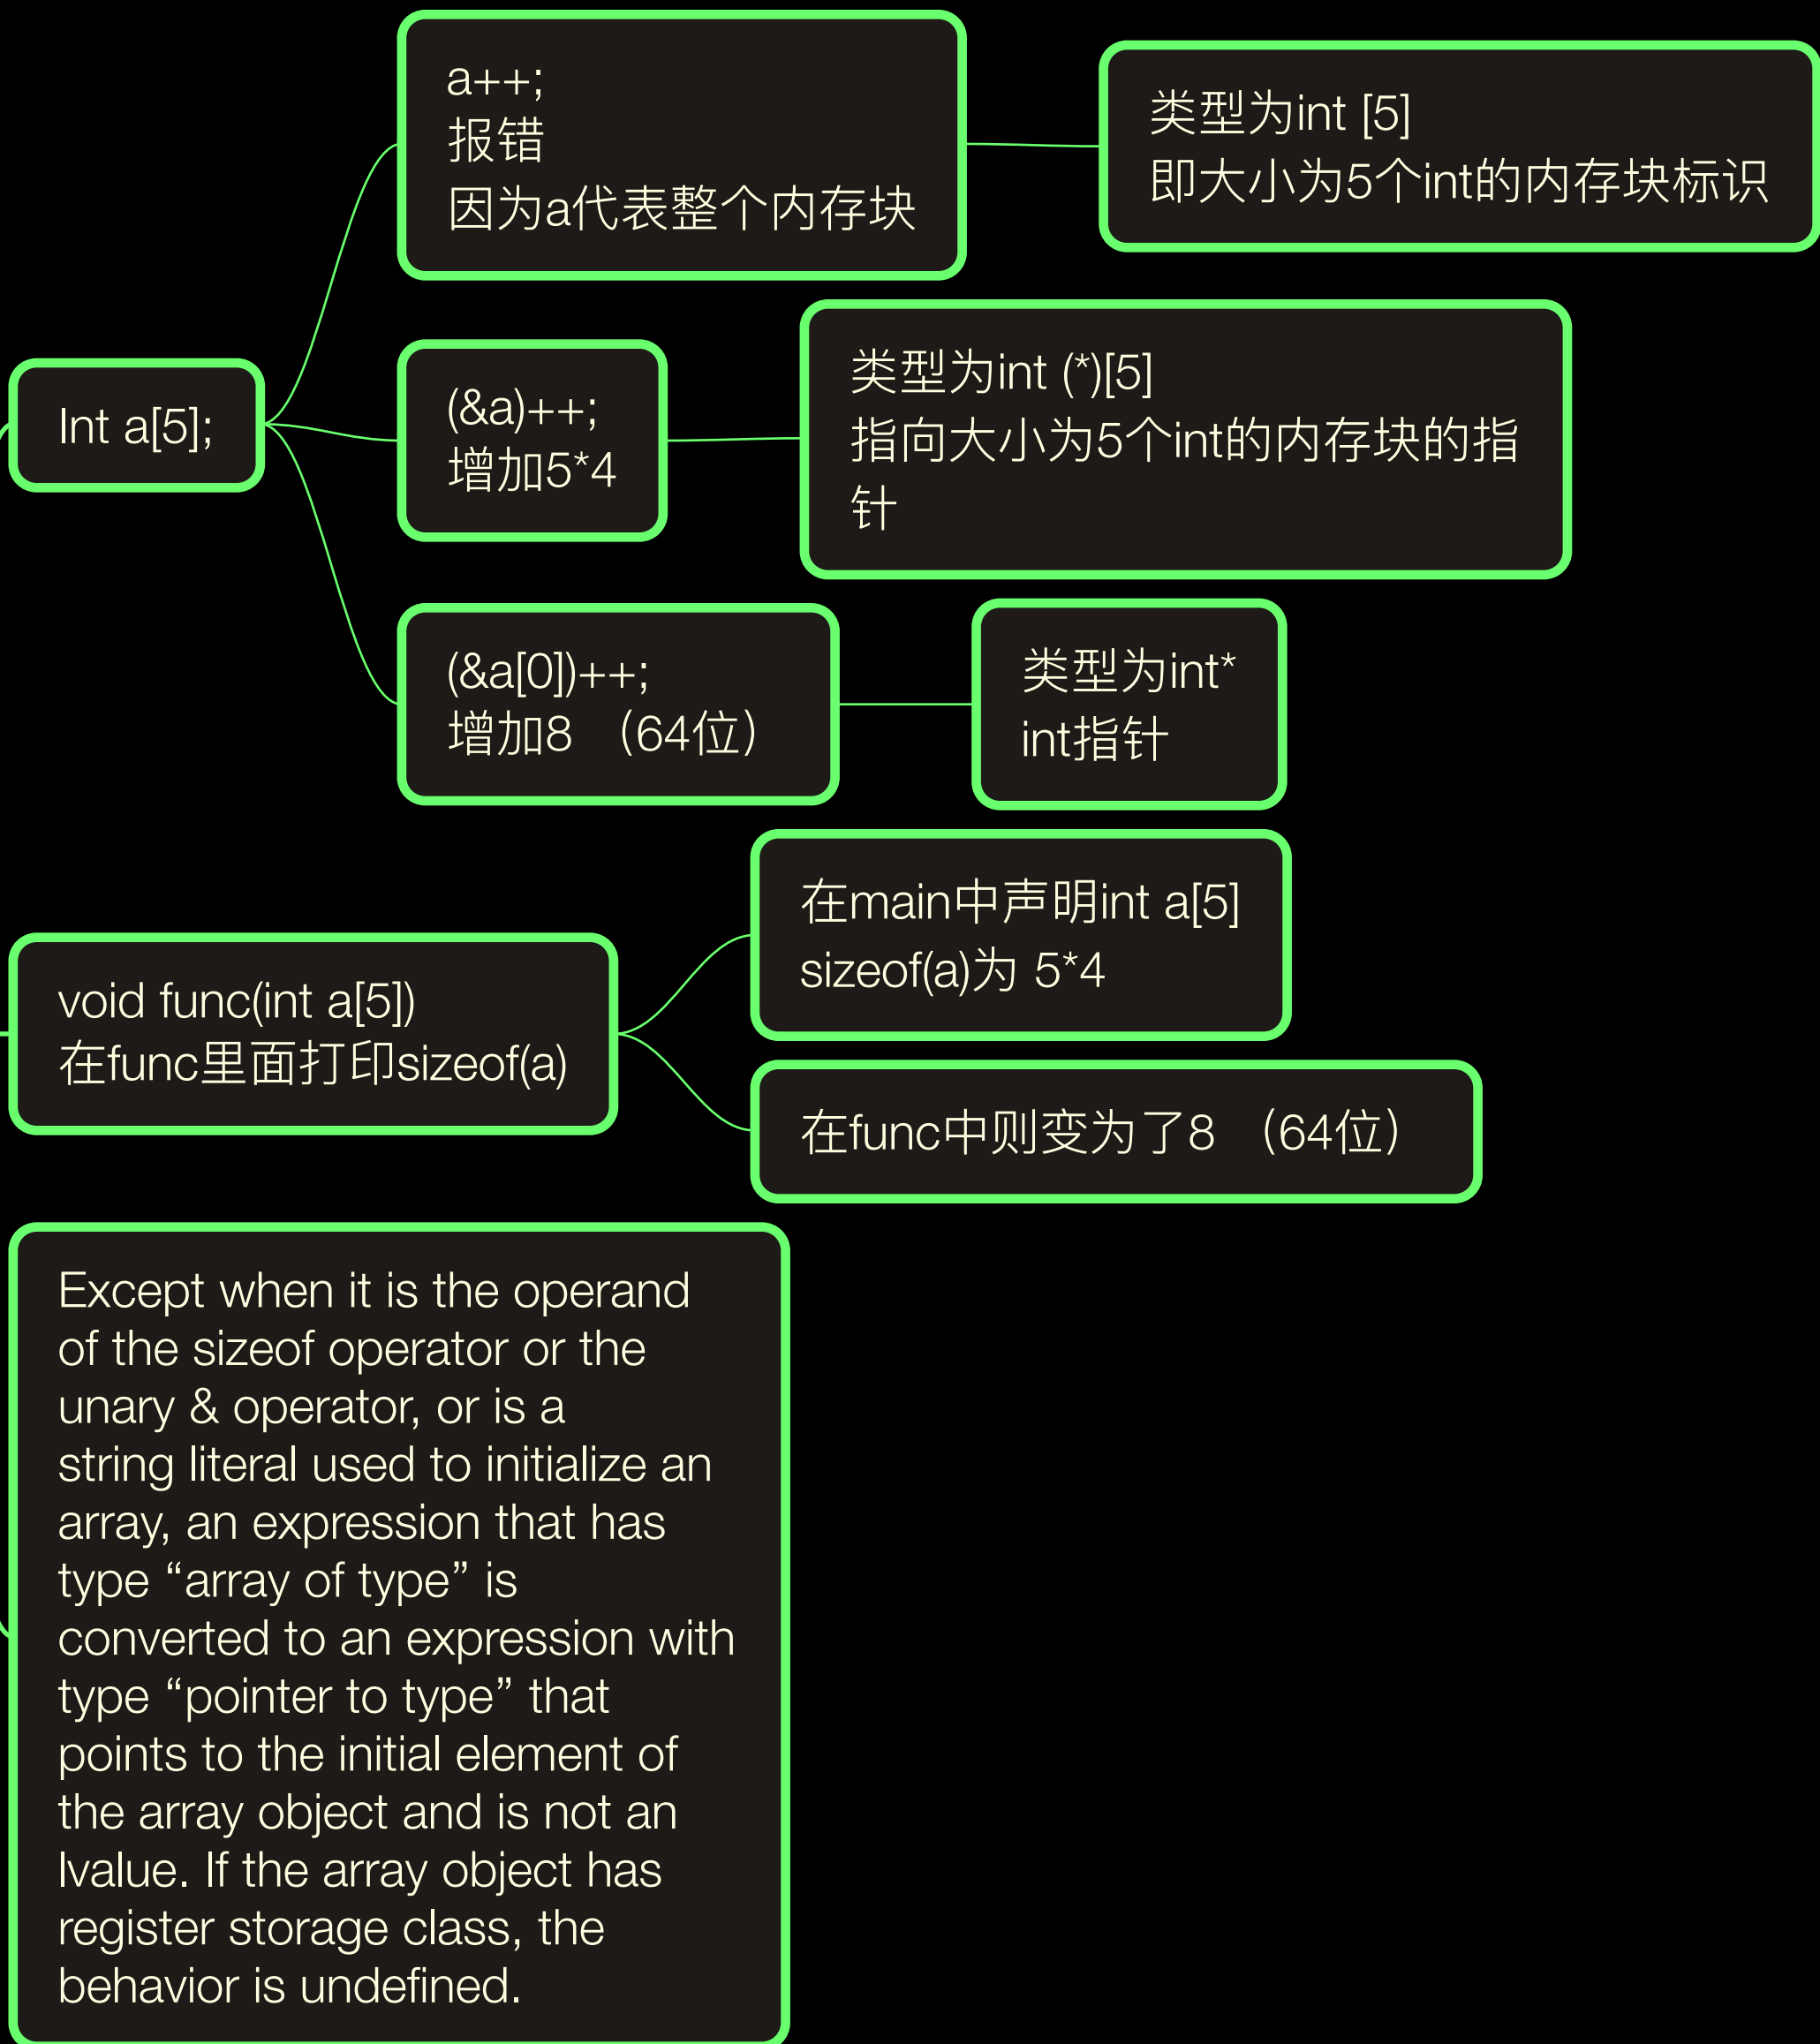 Int a[5];
a++;
报错
因为a代表整个内存块
类型为int [5]
即大小为5个int的内存块标识
(&a)++;
增加5*4
类型为int (*)[5]
指向大小为5个int的内存块的指
针
(&a[0])++;
增加8 （64位）
类型为int*
int指针
void func(int a[5])
在func里面打印sizeof(a)
在main中声明int a[5]
sizeof(a)为 5*4
在func中则变为了8 （64位）
Except when it is the operand
of the sizeof operator or the
unary & operator, or is a
string literal used to initialize an
array, an expression that has
type “array of type” is
converted to an expression with
type “pointer to type” that
points to the initial element of
the array object and is not an
lvalue. If the array object has
register storage class, the
behavior is undefined.